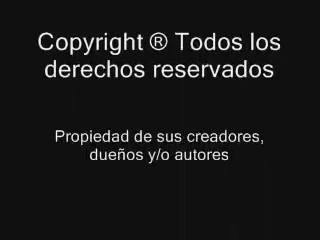 Copyright ® Todos los
derechos reservados
Propiedad de sus creadores,
dueños y/o autores